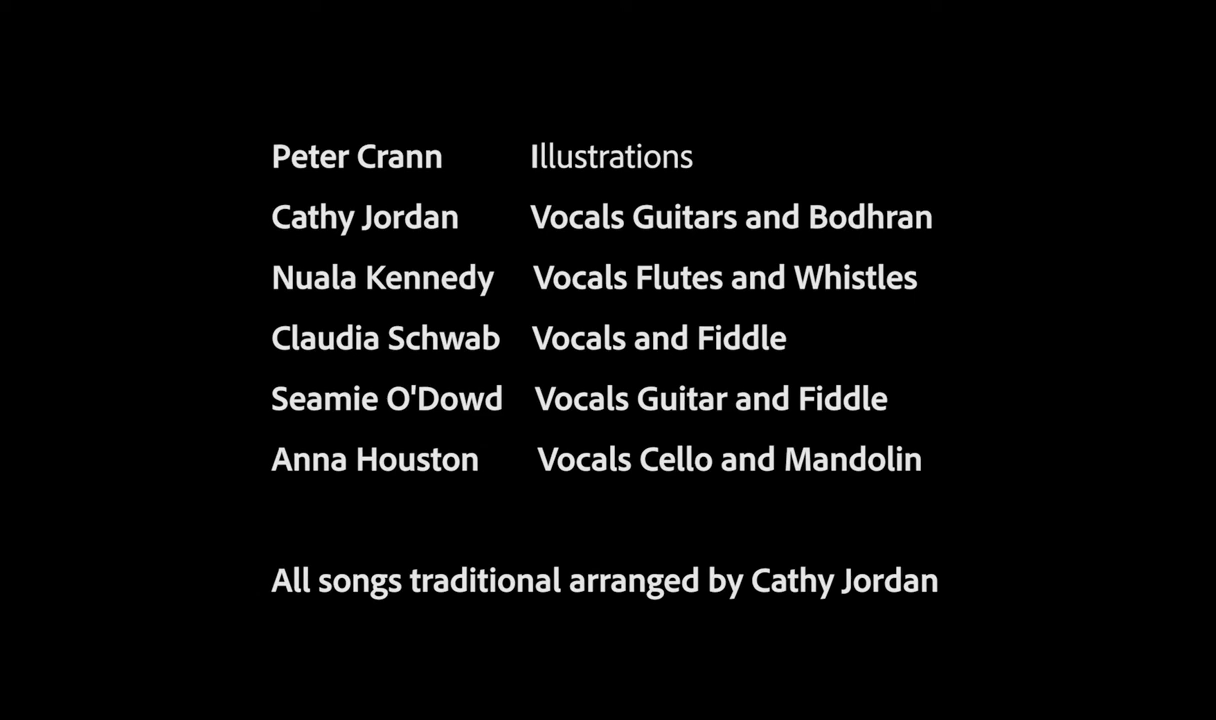 Peter Crann Illustrations
Cathy Jordan Vocals Guitars and Bodhran
Nuala Kennedy Vocals Flutes and Whistles
Claudia Schwab Vocals and Fiddle
Seamie O'Dowd Vocals Guitar and Fiddle
Anna Houston Vocals Cello and Mandolin
All songs traditional arranged by Cathy Jordan